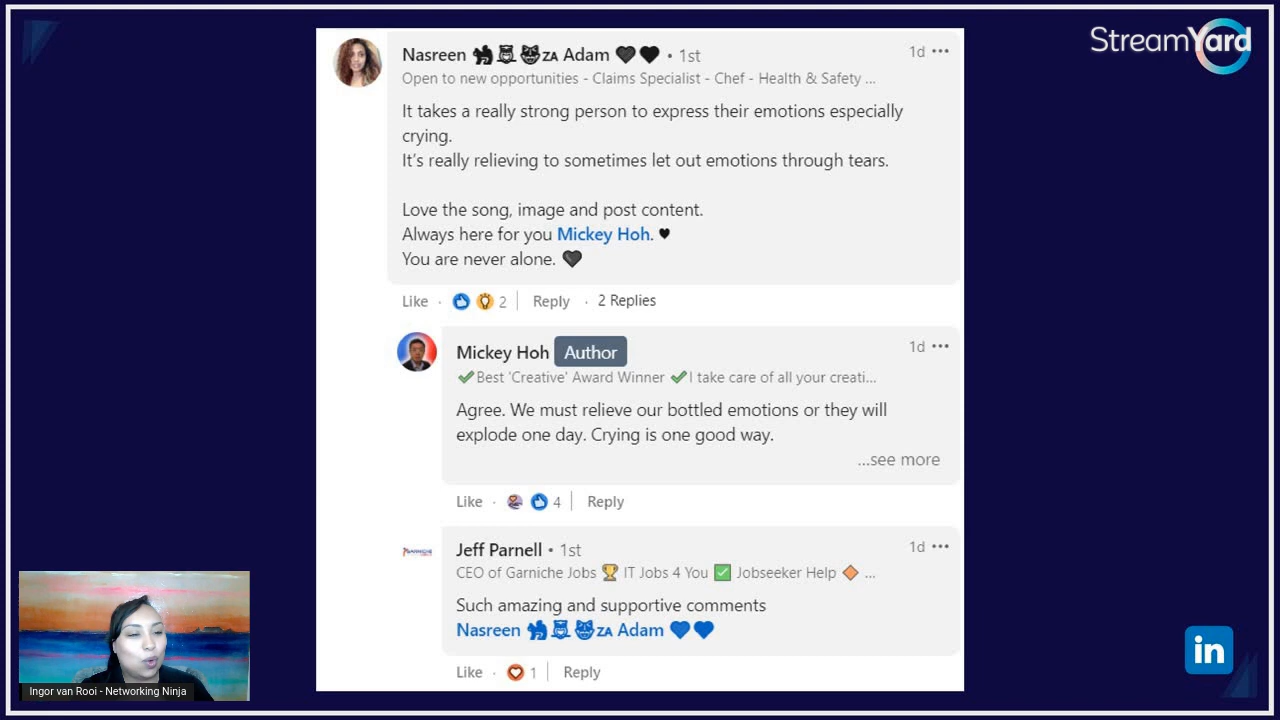 StreamYard
Nasreen 🐪🦉😼ZA Adam 🖤🖤 • 1st
1d •••
Open to new opportunities - Claims Specialist - Chef - Health & Safety ...
It takes a really strong person to express their emotions especially
crying.
It's really relieving to sometimes let out emotions through tears.
Love the song, image and post content.
Always here for you Mickey Hoh. ♥
You are never alone. 🖤
Like · 2 | Reply · 2 Replies
Mickey Hoh Author
1d •••
✔Best 'Creative' Award Winner ✔I take care of all your creati...
Agree. We must relieve our bottled emotions or they will
explode one day. Crying is one good way.
...see more
Like · 4 | Reply
GARNICHE
Jeff Parnell • 1st
1d •••
CEO of Garniche Jobs 🏆 IT Jobs 4 You ✅ Jobseeker Help 🔶 ...
Such amazing and supportive comments
Nasreen 🐪🦉😼ZA Adam 💙💙
Like · 1 | Reply
Ingor van Rooi - Networking Ninja
in